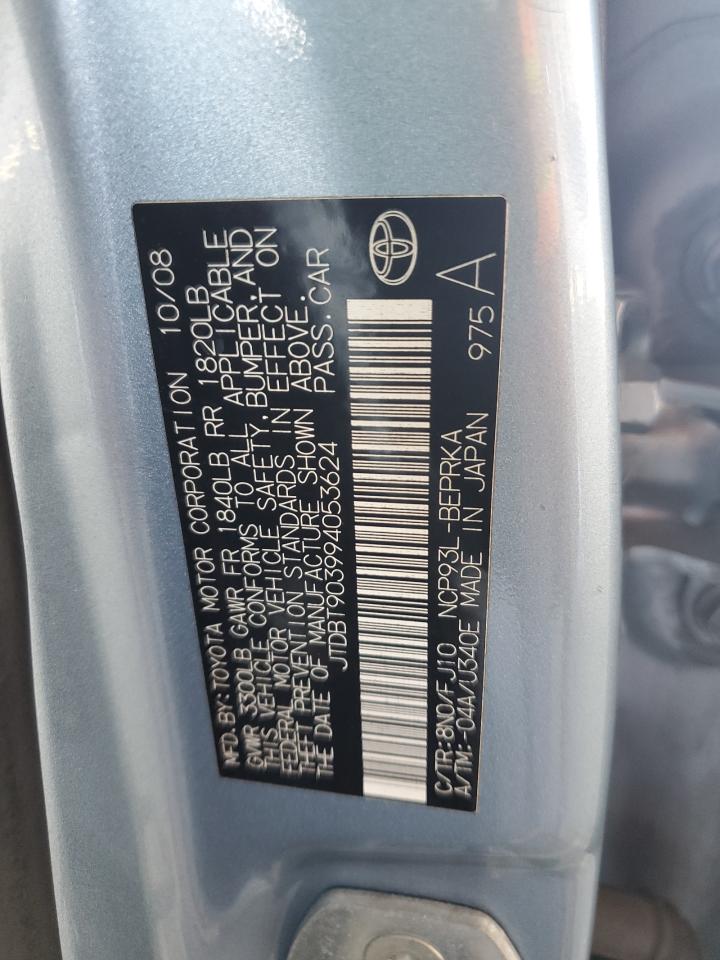 MFD.BY:TOYOTA MOTOR CORPORATION 10/08
GVWR 3300LB GAWR FR 1840LB RR 1820LB
THIS VEHICLE CONFORMS TO ALL APPLICABLE
FEDERAL MOTOR VEHICLE SAFETY,BUMPER,AND
THEFT PREVENTION STANDARDS IN EFFECT ON
THE DATE OF MANUFACTURE SHOWN ABOVE.
JTDBT903994053624 PASS.CAR
C/TR:8N0/FJ10 NCP93L-BEPRKA
A/TM:-04A/U340E MADE IN JAPAN 975 A